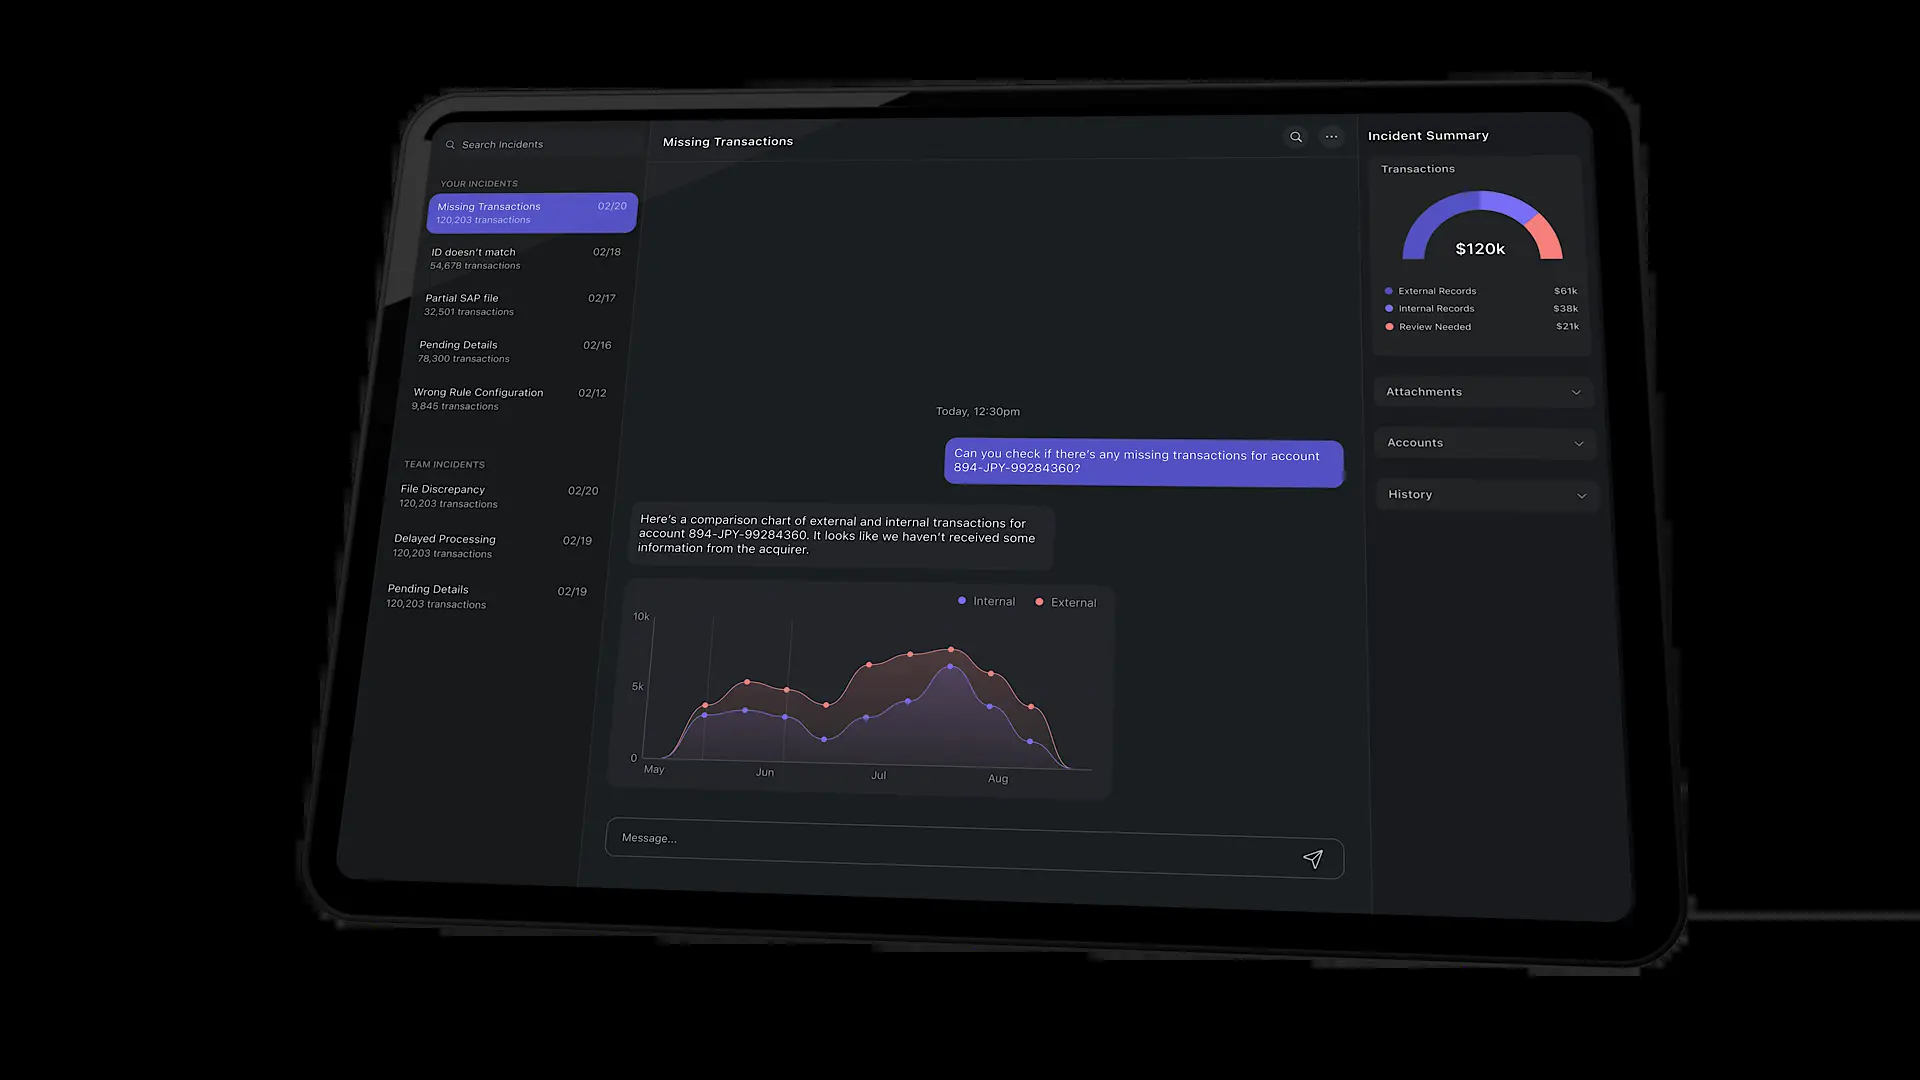 Search Incidents
YOUR INCIDENTS
Missing Transactions 02/20
120,203 transactions
ID doesn't match 02/18
54,678 transactions
Partial SAP file 02/17
32,501 transactions
Pending Details 02/16
78,300 transactions
Wrong Rule Configuration 02/12
9,845 transactions
TEAM INCIDENTS
File Discrepancy 02/20
120,203 transactions
Delayed Processing 02/19
120,203 transactions
Pending Details 02/19
120,203 transactions
Missing Transactions
Today, 12:30pm
Can you check if there's any missing transactions for account
894-JPY-99284360?
Here's a comparison chart of external and internal transactions for
account 894-JPY-99284360. It looks like we haven't received some
information from the acquirer.
Internal External
10k
5k
0
May Jun Jul Aug
Message...
Incident Summary
Transactions
$120k
External Records $61k
Internal Records $38k
Review Needed $21k
Attachments
Accounts
History